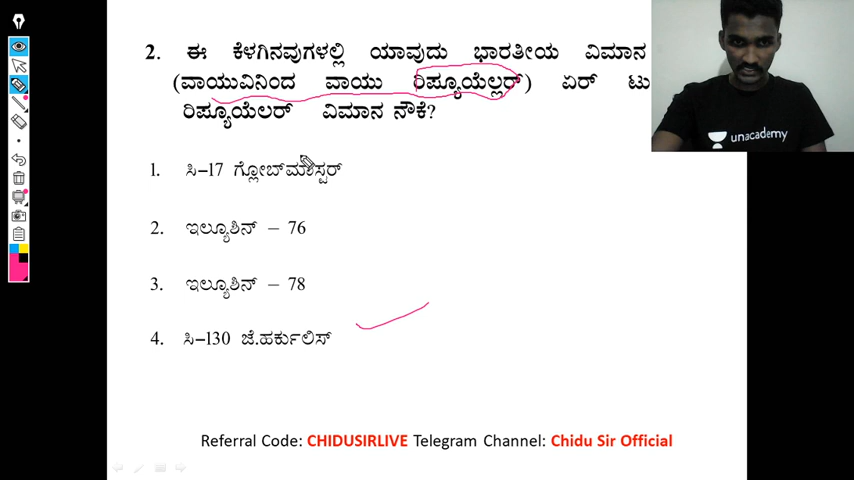 2. ಈ ಕೆಳಗಿನವುಗಳಲ್ಲಿ ಯಾವುದು ಭಾರತೀಯ ವಿಮಾನ
(ವಾಯುವಿನಿಂದ ವಾಯು ರಿಪ್ಯೂಯೆಲ್ಲರ್) ಏರ್ ಟು
ರಿಪ್ಯೂಯೆಲರ್ ವಿಮಾನ ನೌಕೆ?
1. ಸಿ–17 ಗ್ಲೋಬ್‌ಮಾಸ್ಟರ್
2. ಇಲ್ಯೂಶಿನ್ – 76
3. ಇಲ್ಯೂಶಿನ್ – 78
4. ಸಿ–130 ಜೆ.ಹರ್ಕುಲಿಸ್
Referral Code: CHIDUSIRLIVE Telegram Channel: Chidu Sir Official
unacademy